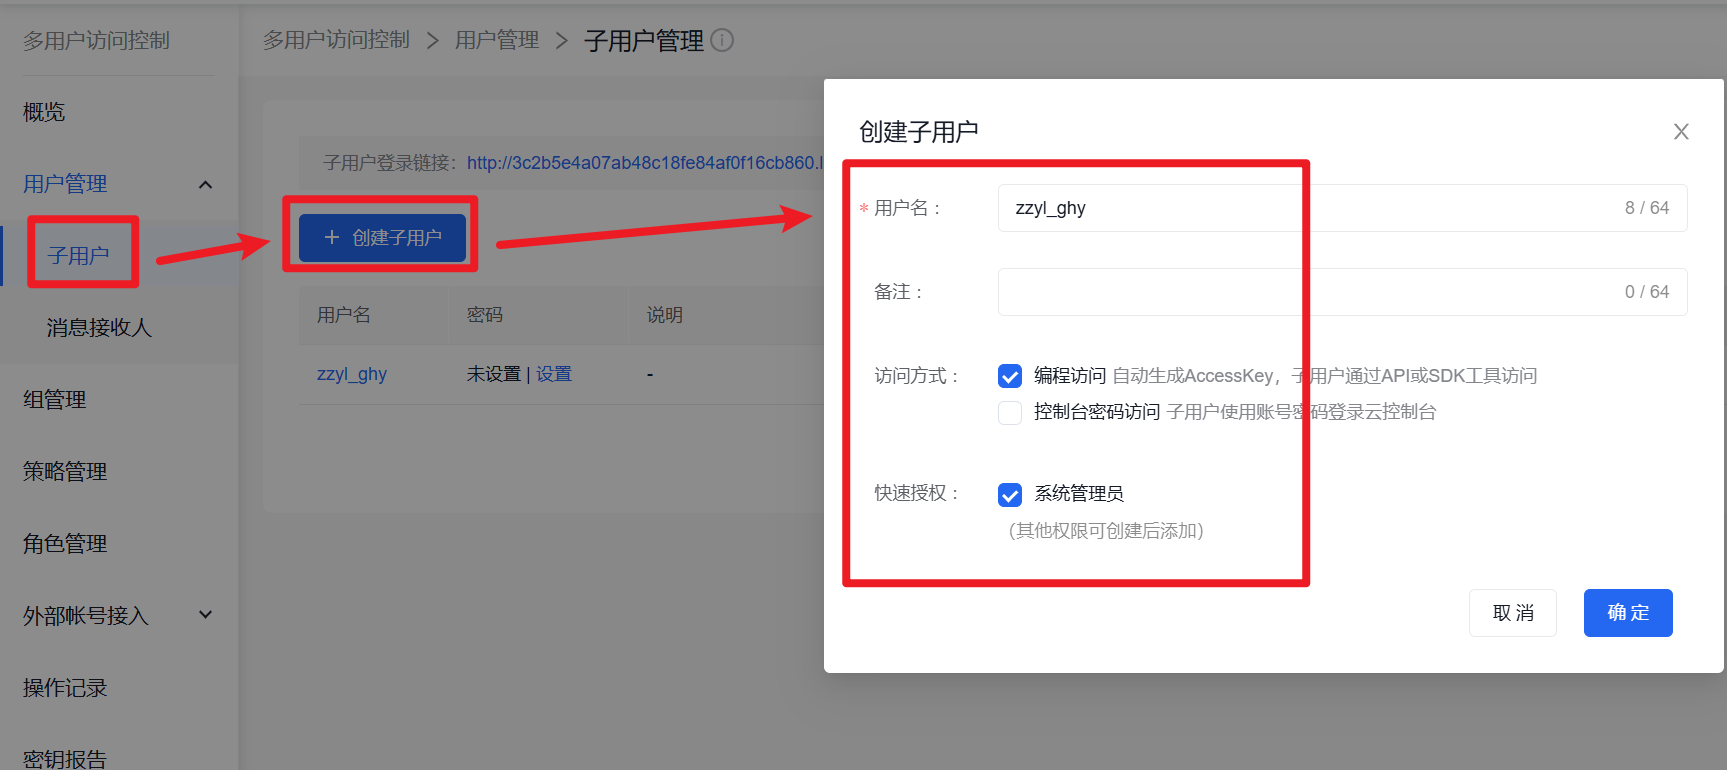 多用户访问控制
概览
用户管理
子用户
消息接收人
组管理
策略管理
角色管理
外部帐号接入
操作记录
密钥报告
多用户访问控制 > 用户管理 > 子用户管理
子用户登录链接：http://3c2b5e4a07ab48c18fe84af0f16cb860.l
+ 创建子用户
用户名 密码 说明
zzyl_ghy 未设置 | 设置 -
创建子用户
* 用户名： zzyl_ghy 8 / 64
备注： 0 / 64
访问方式： 编程访问 自动生成AccessKey，子用户通过API或SDK工具访问
控制台密码访问 子用户使用账号密码登录云控制台
快速授权： 系统管理员
（其他权限可创建后添加）
取 消 确 定